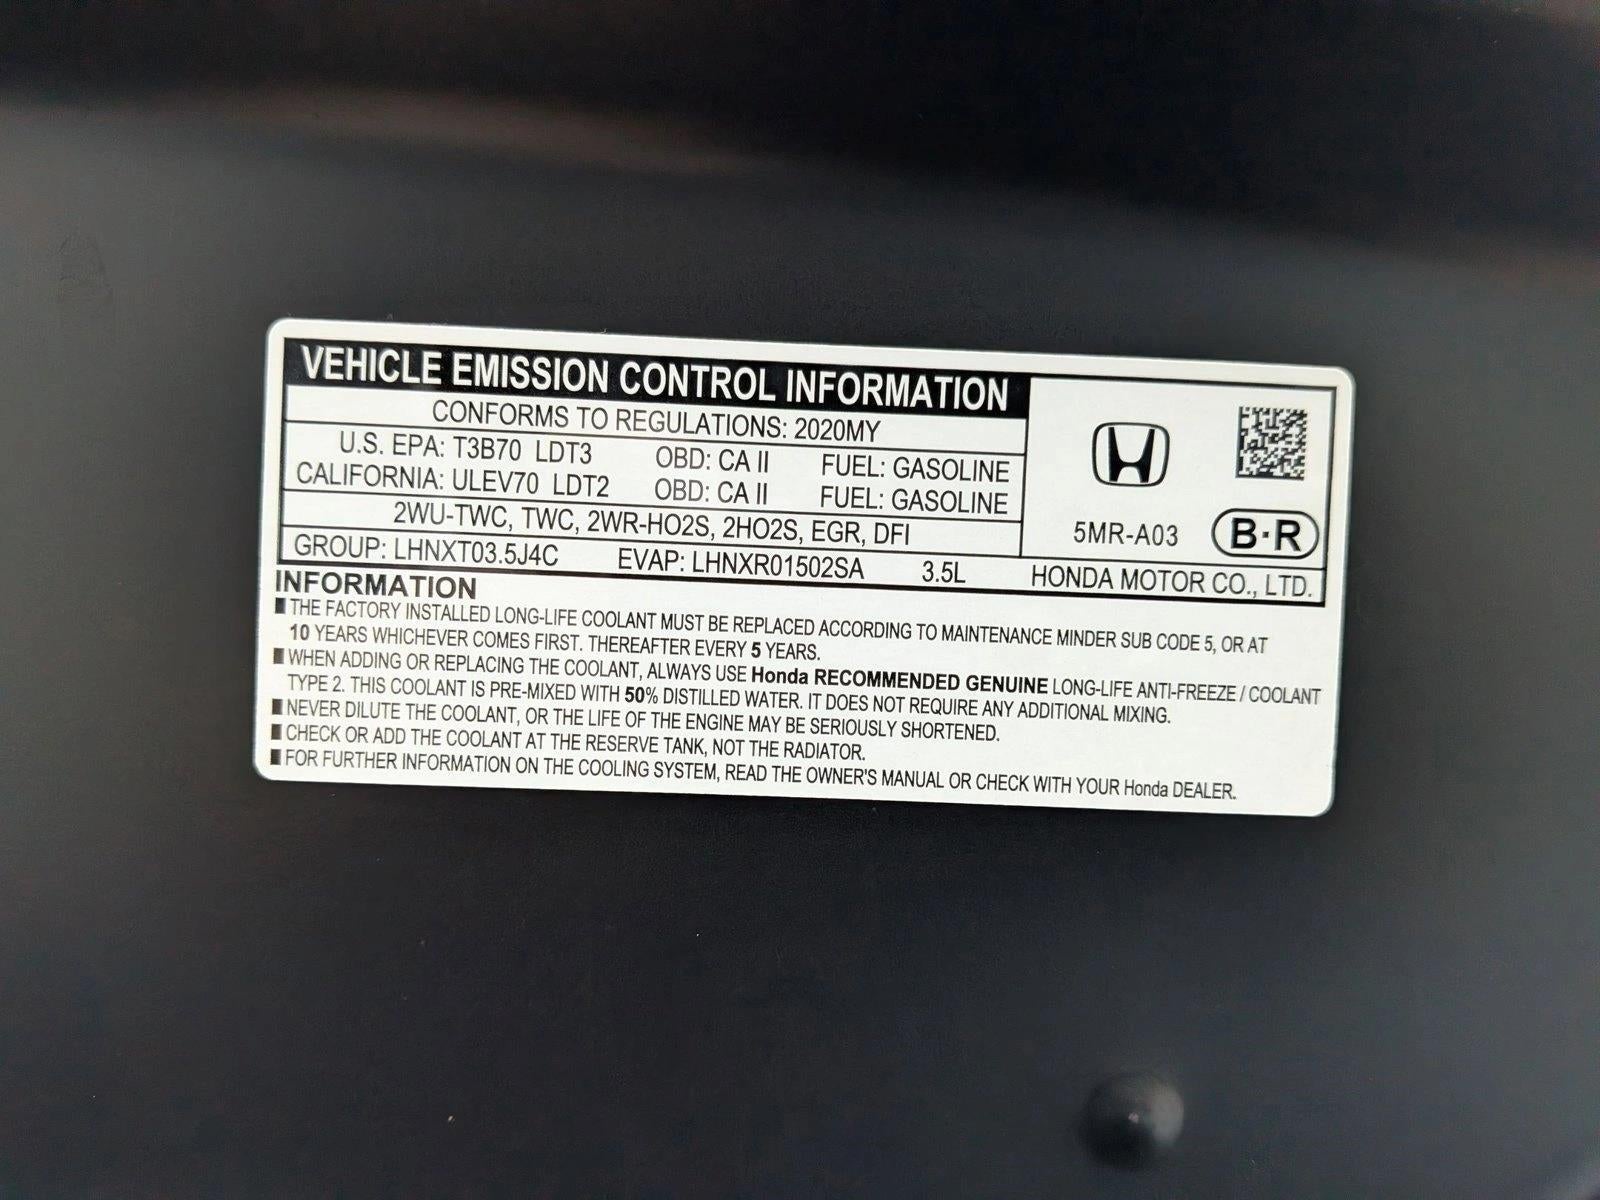 VEHICLE EMISSION CONTROL INFORMATION
CONFORMS TO REGULATIONS: 2020MY
U.S. EPA: T3B70 LDT3 OBD: CA II FUEL: GASOLINE
CALIFORNIA: ULEV70 LDT2 OBD: CA II FUEL: GASOLINE
2WU-TWC, TWC, 2WR-HO2S, 2HO2S, EGR, DFI
5MR-A03 B·R
GROUP: LHNXT03.5J4C EVAP: LHNXR01502SA 3.5L HONDA MOTOR CO., LTD.
INFORMATION
THE FACTORY INSTALLED LONG-LIFE COOLANT MUST BE REPLACED ACCORDING TO MAINTENANCE MINDER SUB CODE 5, OR AT
10 YEARS WHICHEVER COMES FIRST. THEREAFTER EVERY 5 YEARS.
WHEN ADDING OR REPLACING THE COOLANT, ALWAYS USE Honda RECOMMENDED GENUINE LONG-LIFE ANTI-FREEZE / COOLANT
TYPE 2. THIS COOLANT IS PRE-MIXED WITH 50% DISTILLED WATER. IT DOES NOT REQUIRE ANY ADDITIONAL MIXING.
NEVER DILUTE THE COOLANT, OR THE LIFE OF THE ENGINE MAY BE SERIOUSLY SHORTENED.
CHECK OR ADD THE COOLANT AT THE RESERVE TANK, NOT THE RADIATOR.
FOR FURTHER INFORMATION ON THE COOLING SYSTEM, READ THE OWNER'S MANUAL OR CHECK WITH YOUR Honda DEALER.